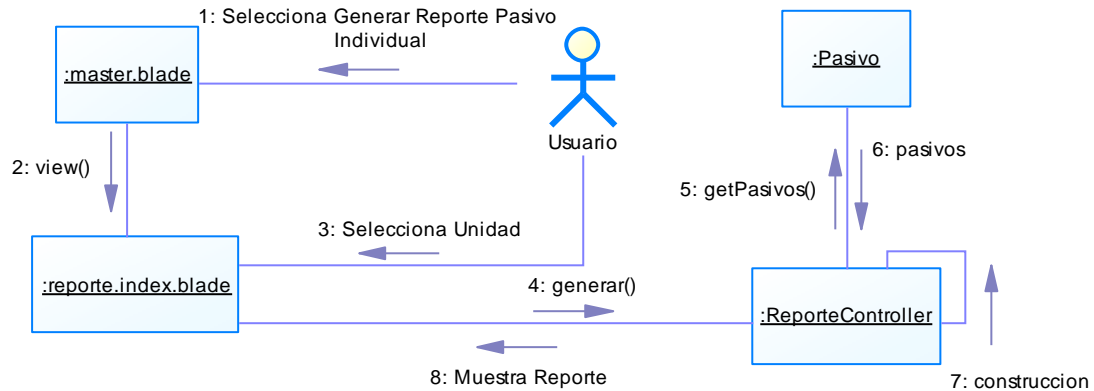 1: Selecciona Generar Reporte Pasivo
Individual
:master.blade
:Pasivo
Usuario
2: view()
6: pasivos
5: getPasivos()
3: Selecciona Unidad
:reporte.index.blade
4: generar()
:ReporteController
8: Muestra Reporte
7: construccion